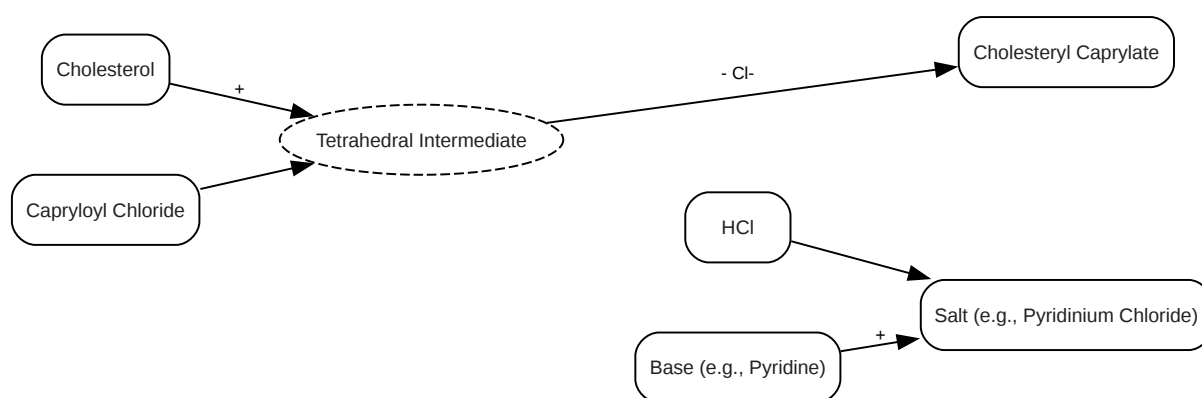 Cholesterol
+
Capryloyl Chloride
Tetrahedral Intermediate
- Cl-
Cholesteryl Caprylate
HCl
Base (e.g., Pyridine)
+
Salt (e.g., Pyridinium Chloride)